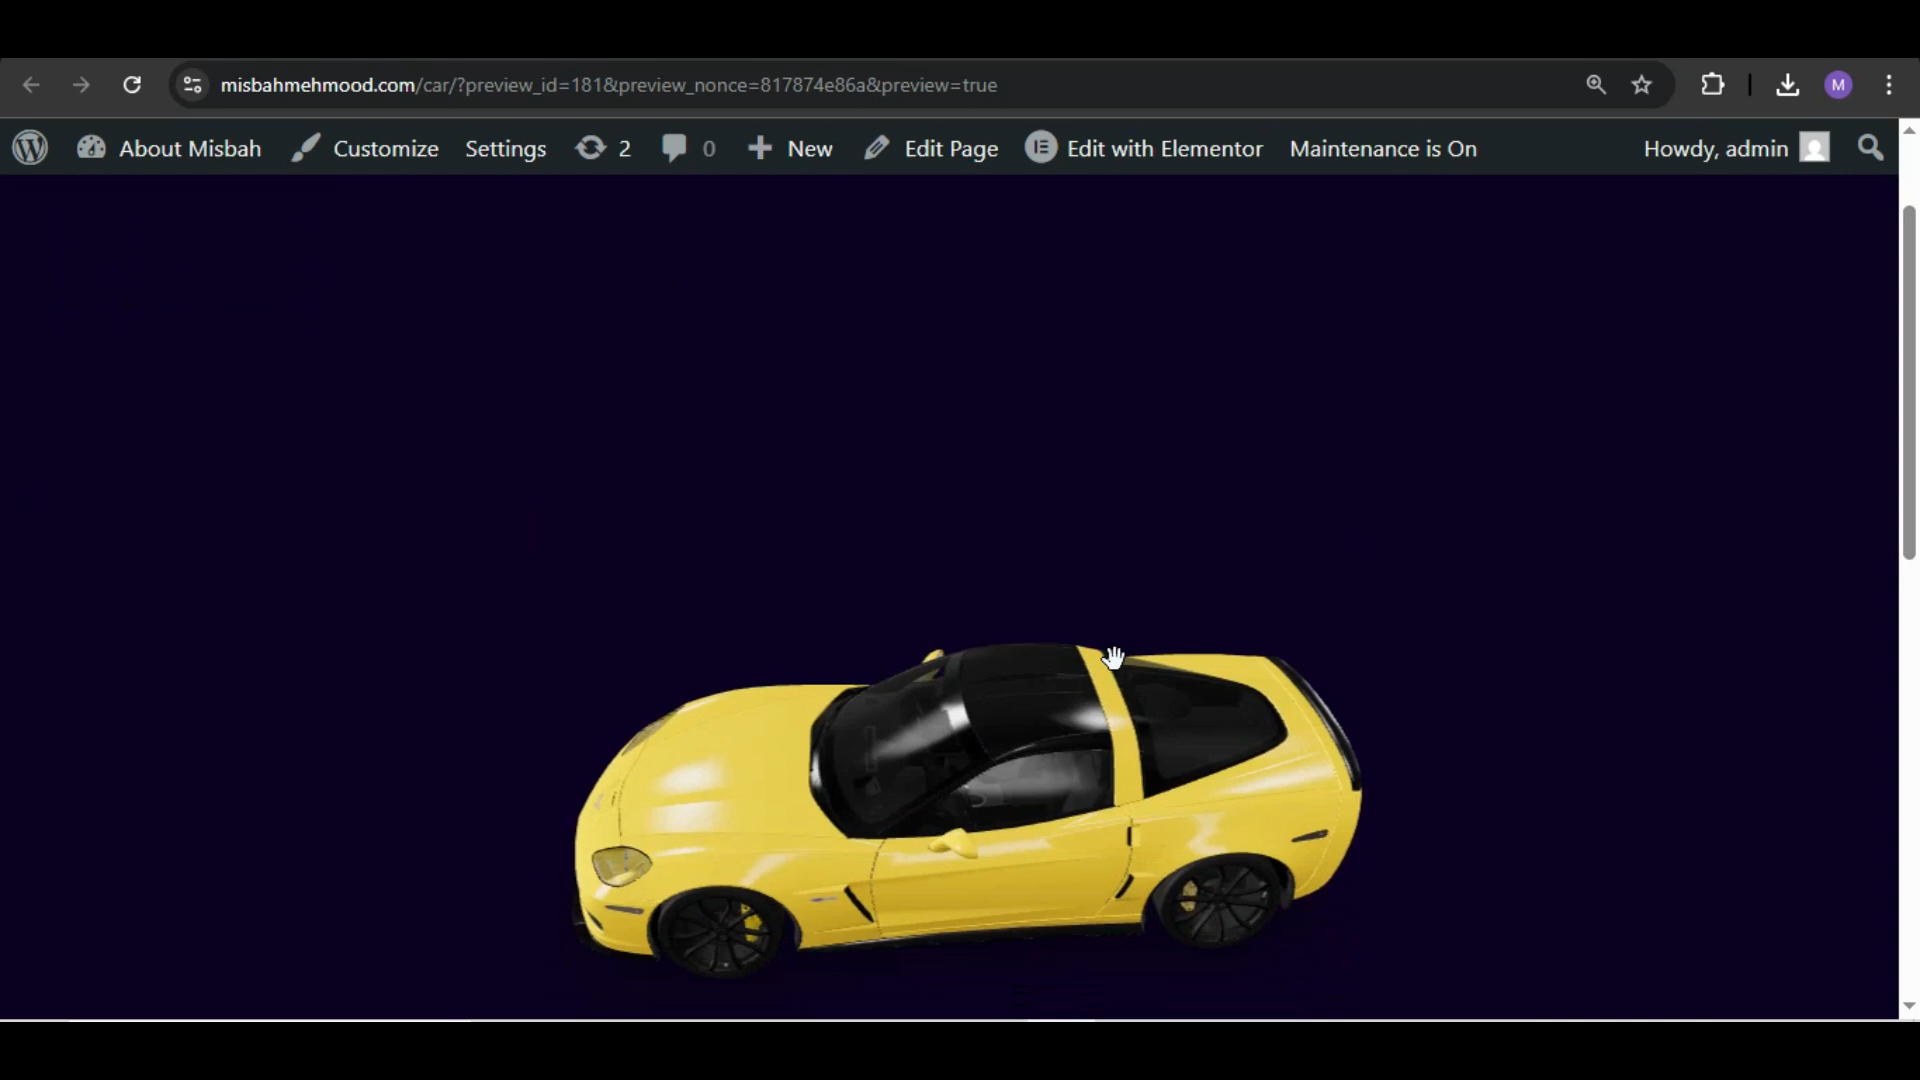 misbahmehmood.com/car/?preview_id=181&preview_nonce=817874e86a&preview=true
M
About Misbah Customize Settings 2 0 New Edit Page Edit with Elementor Maintenance is On Howdy, admin